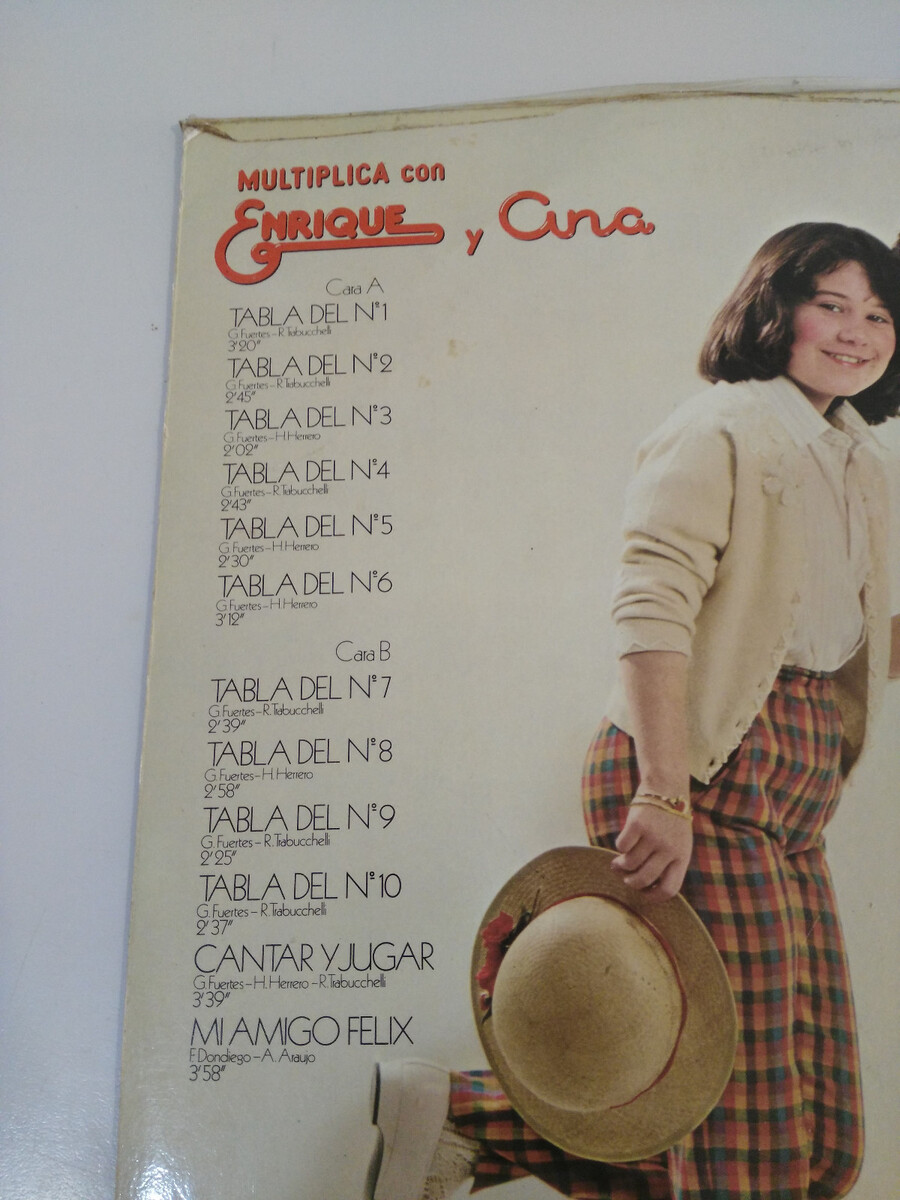 MULTIPLICA con
ENRIQUE y Ana
Cara A
TABLA DEL Nº1
G. Fuertes – R. Trabucchelli
3'20"
TABLA DEL Nº2
G. Fuertes – R. Trabucchelli
2'45"
TABLA DEL Nº3
G. Fuertes – H. Herrero
2'02"
TABLA DEL Nº4
G. Fuertes – R. Trabucchelli
2'43"
TABLA DEL Nº5
G. Fuertes – H. Herrero
2'30"
TABLA DEL Nº6
G. Fuertes – H. Herrero
3'12"
Cara B
TABLA DEL Nº7
G. Fuertes – R. Trabucchelli
2'39"
TABLA DEL Nº8
G. Fuertes – H. Herrero
2'58"
TABLA DEL Nº9
G. Fuertes – R. Trabucchelli
2'25"
TABLA DEL Nº10
G. Fuertes – R. Trabucchelli
2'37"
CANTAR Y JUGAR
G. Fuertes – H. Herrero – R. Trabucchelli
3'39"
MI AMIGO FELIX
F. Dondiego – A. Araujo
3'58"